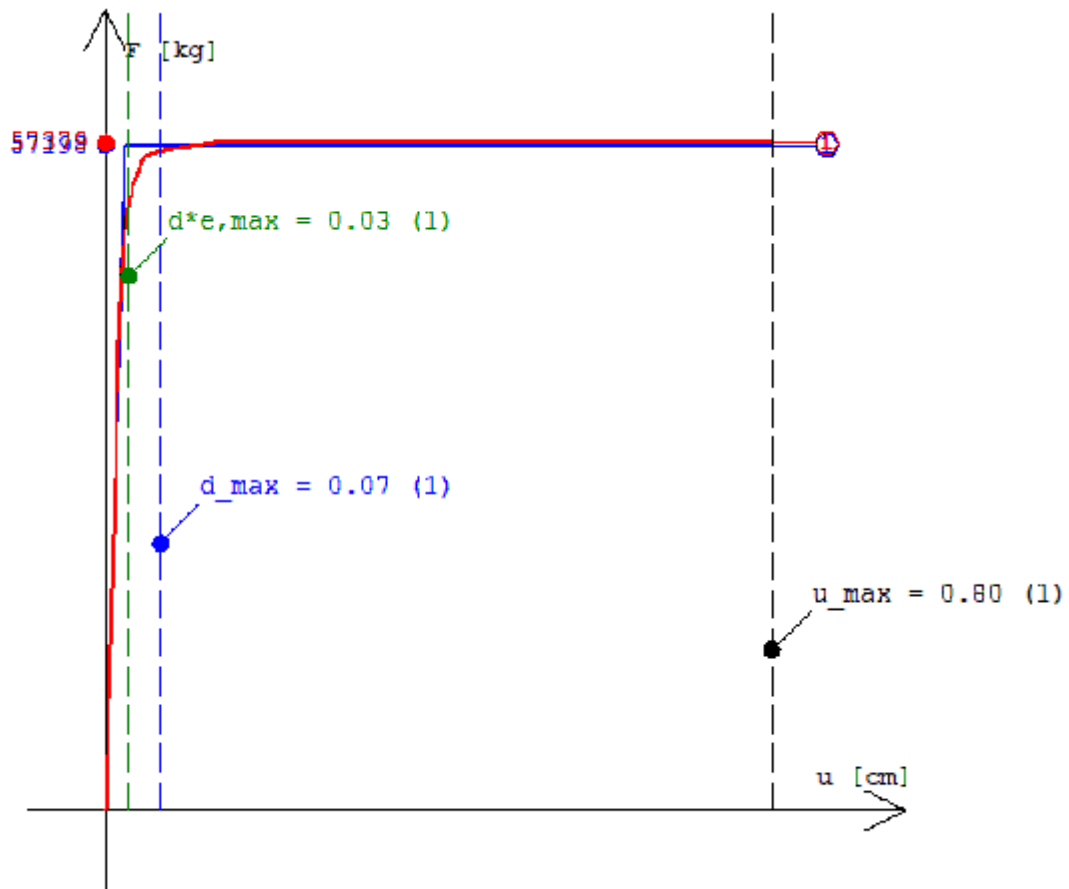 F [kg]
d*e,max = 0.03 (1)
d_max = 0.07 (1)
u_max = 0.80 (1)
u [cm]